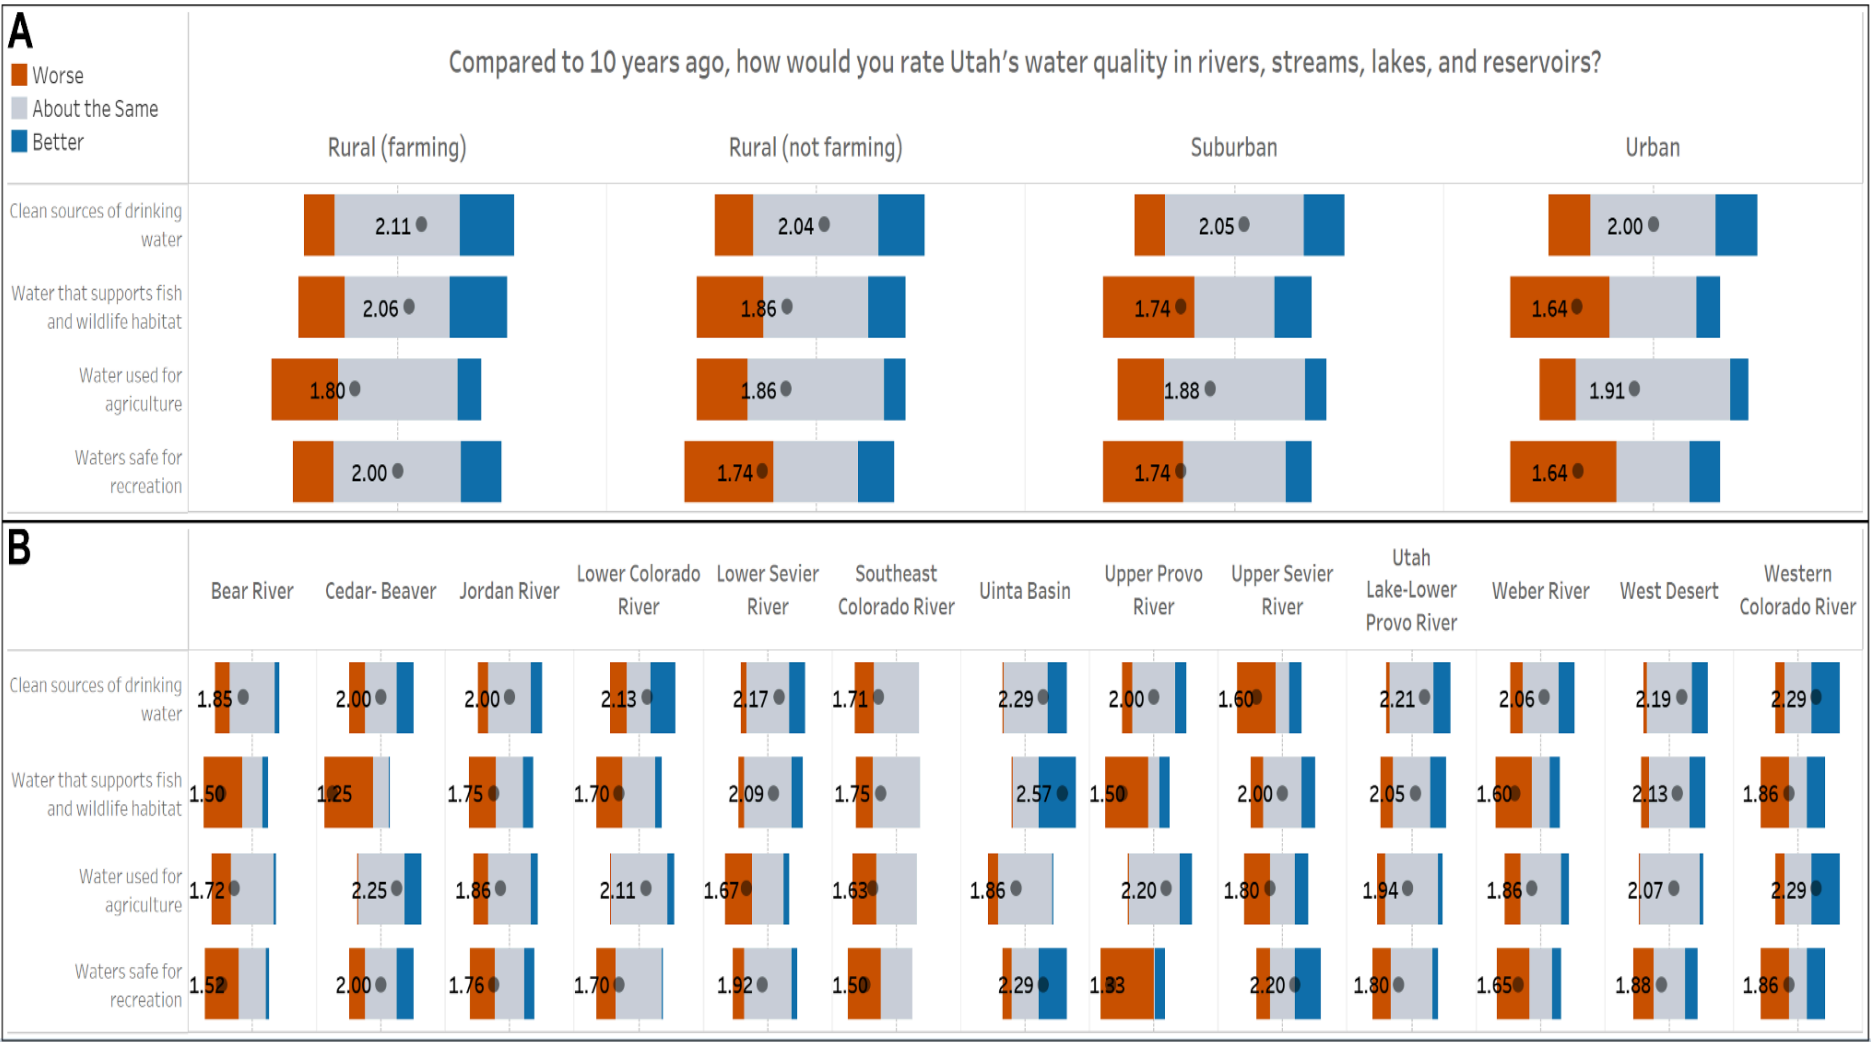 A
Worse
About the Same
Better
Compared to 10 years ago, how would you rate Utah's water quality in rivers, streams, lakes, and reservoirs?
Rural (farming) Rural (not farming) Suburban Urban
Clean sources of drinking
water
2.11 2.04 2.05 2.00
Water that supports fish
and wildlife habitat
2.06 1.86 1.74 1.64
Water used for
agriculture
1.80 1.86 1.88 1.91
Waters safe for
recreation
2.00 1.74 1.74 1.64
B
Bear River
Cedar- Beaver
Jordan River
Lower Colorado
River
Lower Sevier
River
Southeast
Colorado River
Uinta Basin
Upper Provo
River
Upper Sevier
River
Utah
Lake-Lower
Provo River
Weber River
West Desert
Western
Colorado River
Clean sources of drinking
water
1.85 2.00 2.00 2.13 2.17 1.71 2.29 2.00 1.60 2.21 2.06 2.19 2.29
Water that supports fish
and wildlife habitat
1.50 1.25 1.75 1.70 2.09 1.75 2.57 1.50 2.00 2.05 1.60 2.13 1.86
Water used for
agriculture
1.72 2.25 1.86 2.11 1.67 1.63 1.86 2.20 1.80 1.94 1.86 2.07 2.29
Waters safe for
recreation
1.52 2.00 1.76 1.70 1.92 1.50 2.29 1.33 2.20 1.80 1.65 1.88 1.86